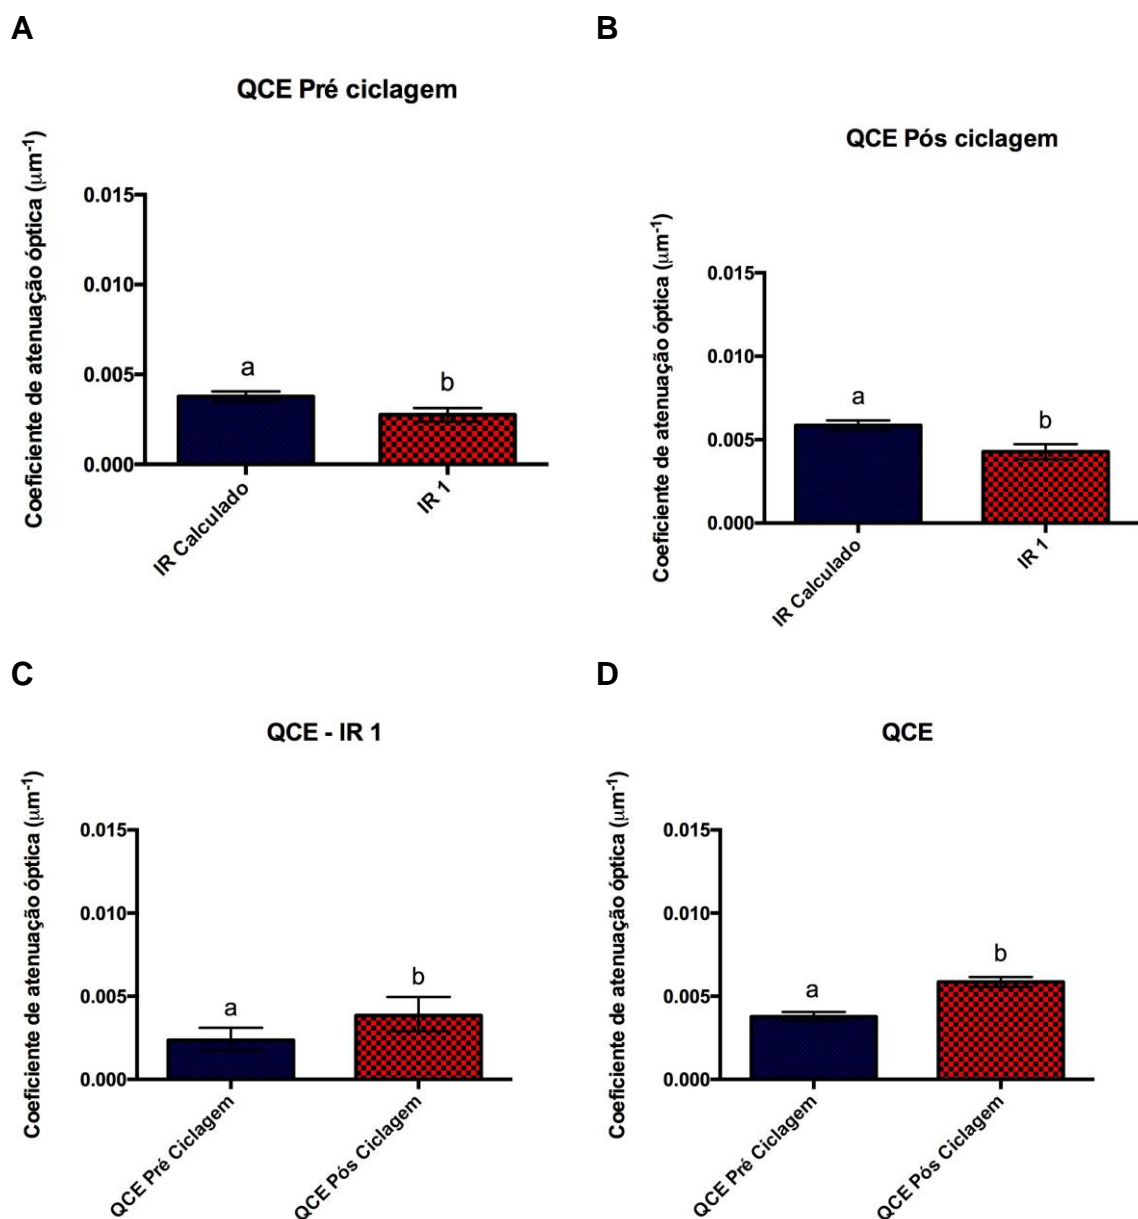 A
QCE Pré ciclagem
Coeficiente de atenuação óptica (μm-1)
0.015
0.010
0.005
0.000
a
b
IR Calculado
IR 1
B
QCE Pós ciclagem
Coeficiente de atenuação óptica (μm-1)
0.015
0.010
0.005
0.000
a
b
IR Calculado
IR 1
C
QCE - IR 1
Coeficiente de atenuação óptica (μm-1)
0.015
0.010
0.005
0.000
a
b
QCE Pré Ciclagem
QCE Pós Ciclagem
D
QCE
Coeficiente de atenuação óptica (μm-1)
0.015
0.010
0.005
0.000
a
b
QCE Pré Ciclagem
QCE Pós Ciclagem